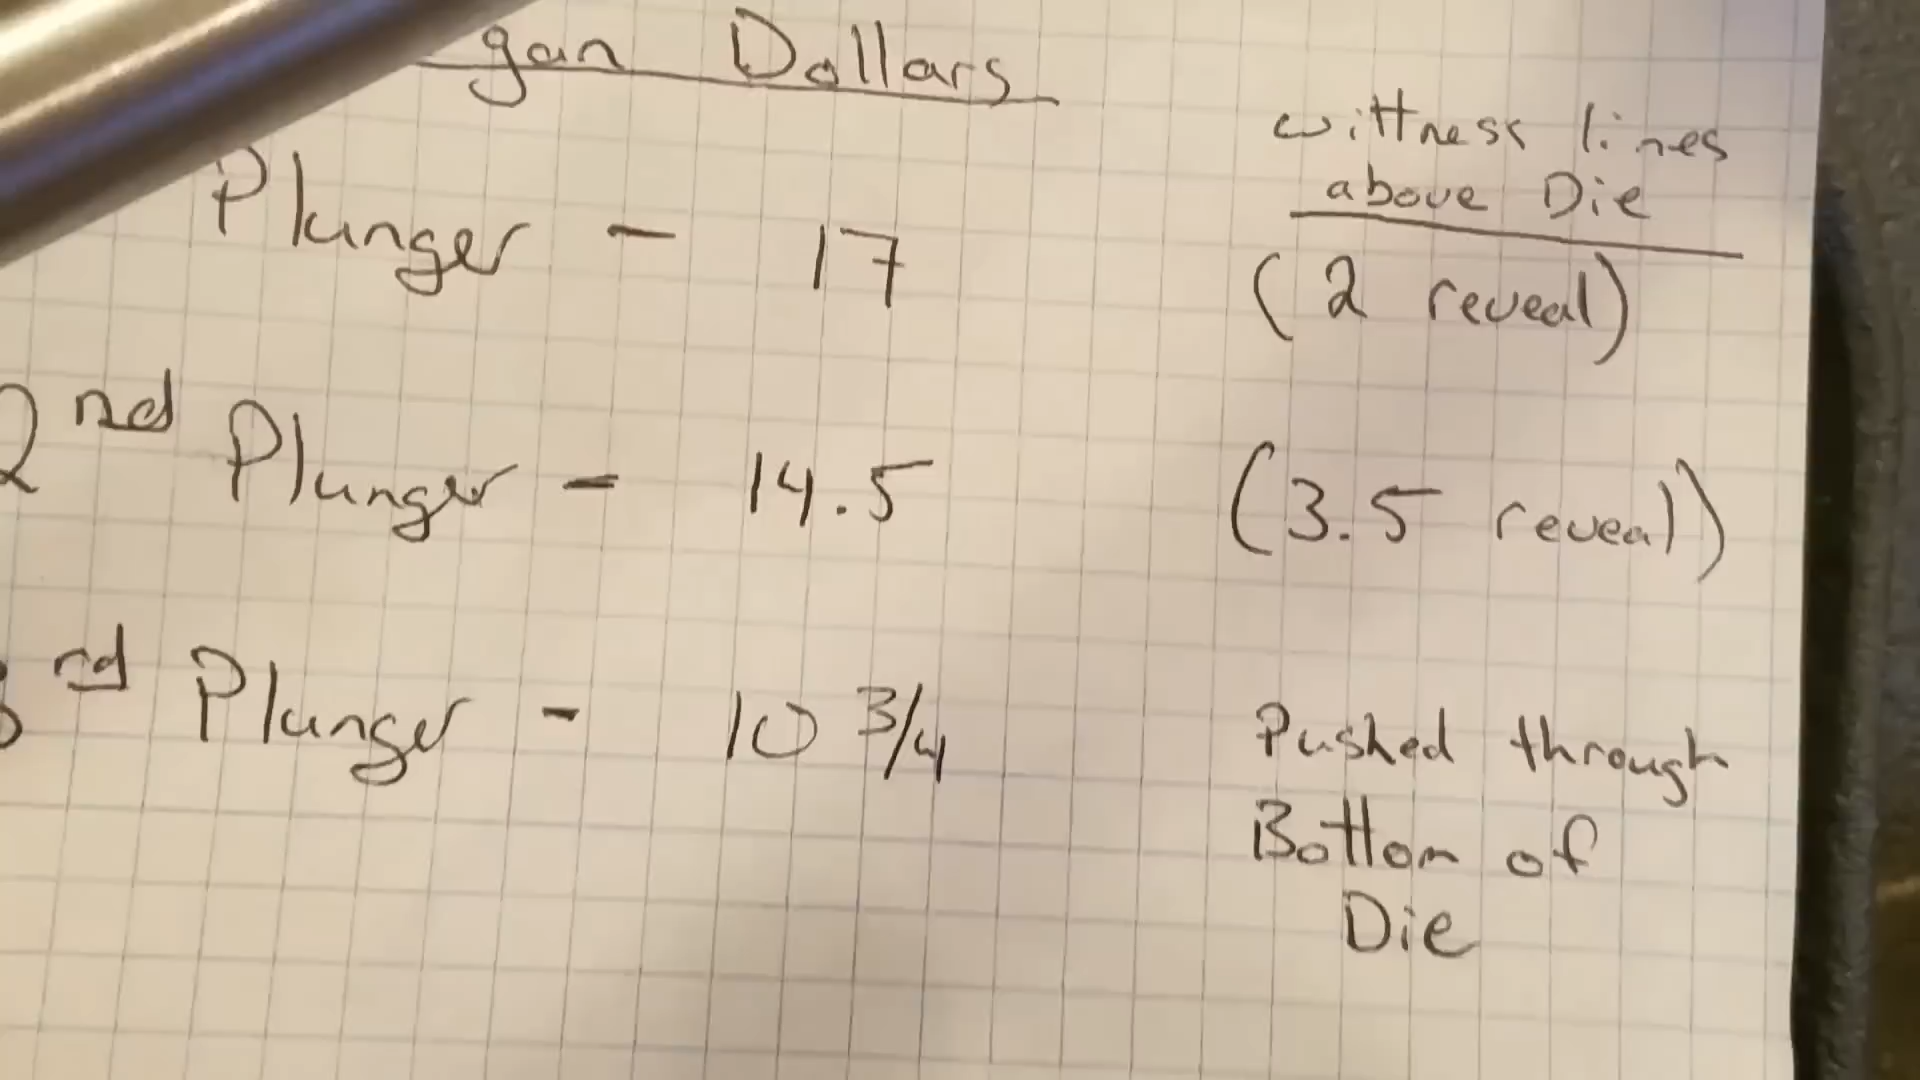 gan Dollars
wittness lines
above Die
Plunger - 17 (2 reveal)
2nd Plunger - 14.5 (3.5 reveal)
rd Plunger - 10 3/4 Pushed through
Bottom of
Die